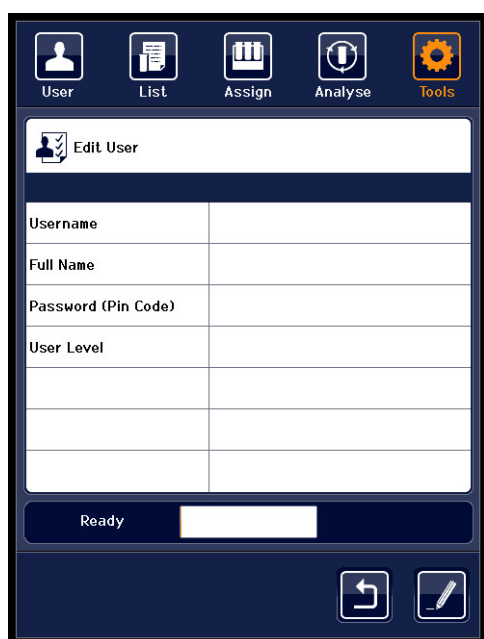 User List Assign Analyse Tools
Edit User
Username
Full Name
Password (Pin Code)
User Level
Ready